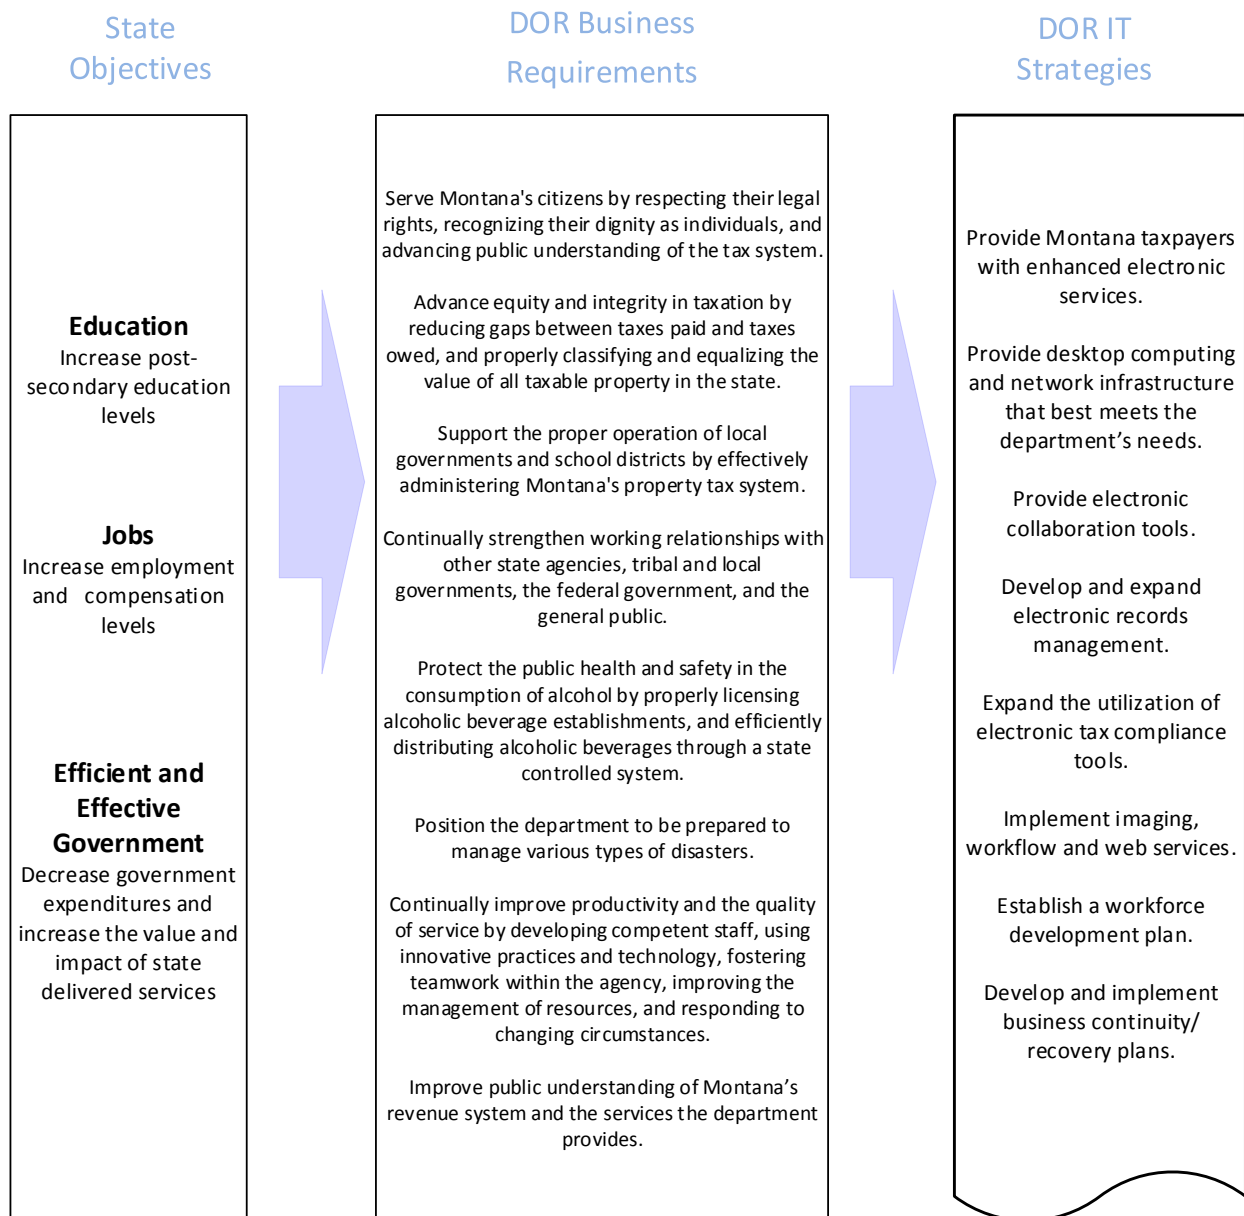 State
Objectives
DOR Business
Requirements
DOR IT
Strategies
Education
Increase post-
secondary education
levels
Jobs
Increase employment
and compensation
levels
Efficient and
Effective
Government
Decrease government
expenditures and
increase the value and
impact of state
delivered services
Serve Montana's citizens by respecting their legal
rights, recognizing their dignity as individuals, and
advancing public understanding of the tax system.
Advance equity and integrity in taxation by
reducing gaps between taxes paid and taxes
owed, and properly classifying and equalizing the
value of all taxable property in the state.
Support the proper operation of local
governments and school districts by effectively
administering Montana's property tax system.
Continually strengthen working relationships with
other state agencies, tribal and local
governments, the federal government, and the
general public.
Protect the public health and safety in the
consumption of alcohol by properly licensing
alcoholic beverage establishments, and efficiently
distributing alcoholic beverages through a state
controlled system.
Position the department to be prepared to
manage various types of disasters.
Continually improve productivity and the quality
of service by developing competent staff, using
innovative practices and technology, fostering
teamwork within the agency, improving the
management of resources, and responding to
changing circumstances.
Improve public understanding of Montana’s
revenue system and the services the department
provides.
Provide Montana taxpayers
with enhanced electronic
services.
Provide desktop computing
and network infrastructure
that best meets the
department’s needs.
Provide electronic
collaboration tools.
Develop and expand
electronic records
management.
Expand the utilization of
electronic tax compliance
tools.
Implement imaging,
workflow and web services.
Establish a workforce
development plan.
Develop and implement
business continuity/
recovery plans.